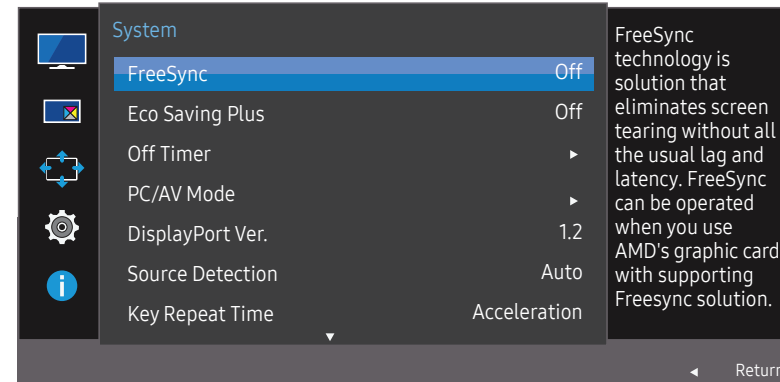 System
FreeSync Off
Eco Saving Plus Off
Off Timer
PC/AV Mode
DisplayPort Ver. 1.2
Source Detection Auto
Key Repeat Time Acceleration
FreeSync
technology is
solution that
eliminates screen
tearing without all
the usual lag and
latency. FreeSync
can be operated
when you use
AMD's graphic card
with supporting
Freesync solution.
Return